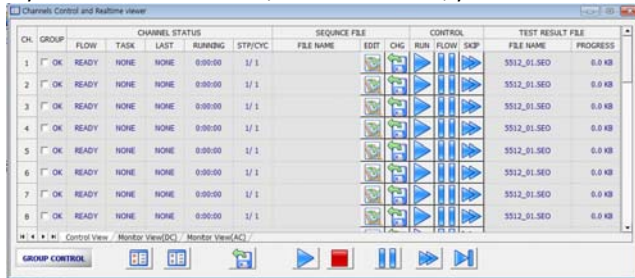 Channels Control and Realtime viewer
CH. GROUP CHANNEL STATUS SEQUNCE FILE CONTROL TEST RESULT FILE
FLOW TASK LAST RUNNING STP/CYC FILE NAME EDIT CHG RUN FLOW SKIP FILE NAME PROGRESS
1 OK READY NONE NONE 0:00:00 1/ 1 5512_01.SEO 0.0 KB
2 OK READY NONE NONE 0:00:00 1/ 1 5512_01.SEO 0.0 KB
3 OK READY NONE NONE 0:00:00 1/ 1 5512_01.SEO 0.0 KB
4 OK READY NONE NONE 0:00:00 1/ 1 5512_01.SEO 0.0 KB
5 OK READY NONE NONE 0:00:00 1/ 1 5512_01.SEO 0.0 KB
6 OK READY NONE NONE 0:00:00 1/ 1 5512_01.SEO 0.0 KB
7 OK READY NONE NONE 0:00:00 1/ 1 5512_01.SEO 0.0 KB
8 OK READY NONE NONE 0:00:00 1/ 1 5512_01.SEO 0.0 KB
Control View / Monitor View(DC) / Monitor View(AC) /
GROUP CONTROL